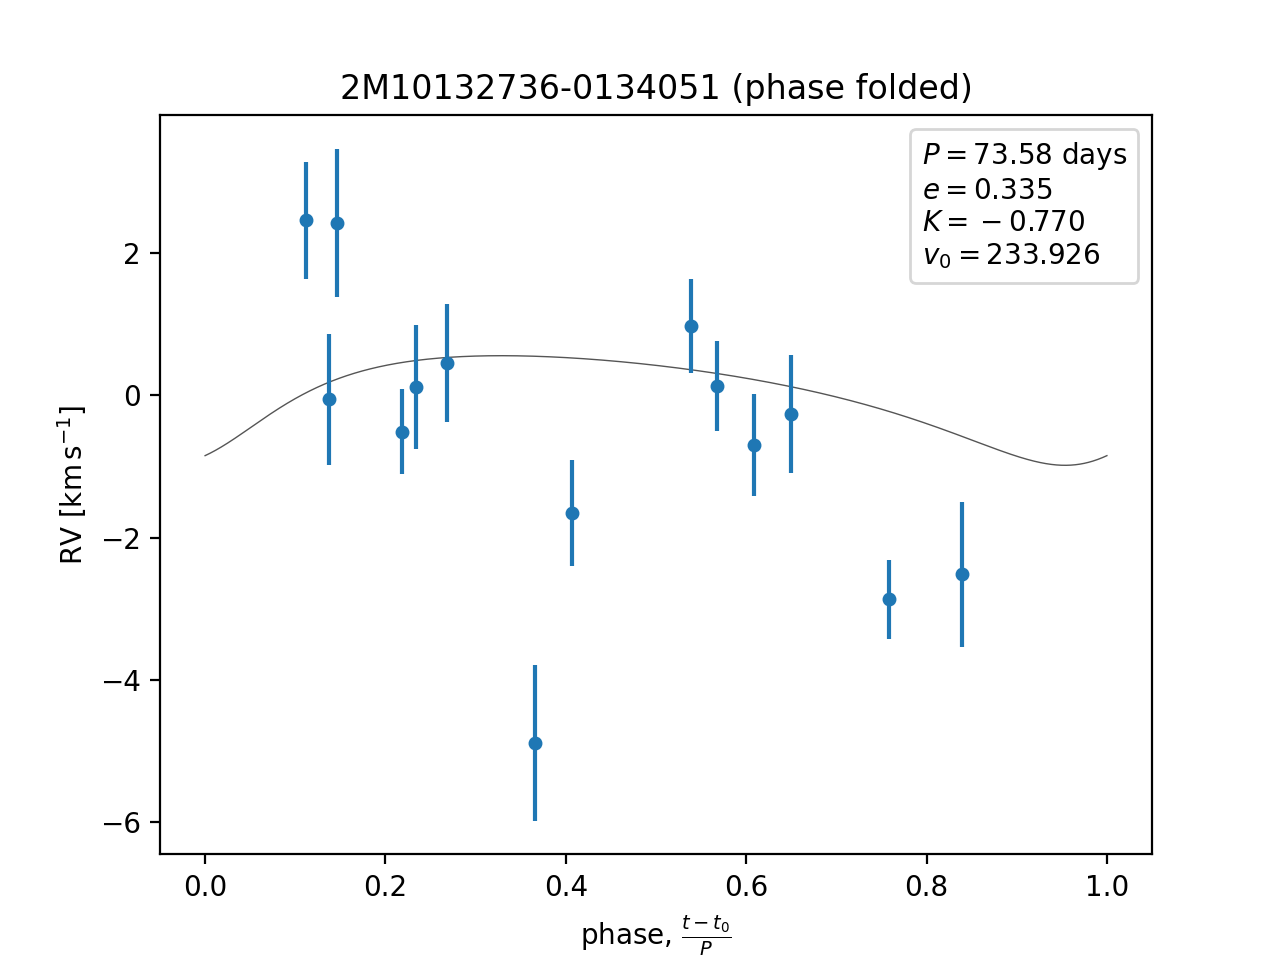 2M10132736-0134051 (phase folded)
P = 73.58 days
e = 0.335
K = −0.770
v₀ = 233.926
2
0
−2
−4
−6
RV [km s⁻¹]
0.0 0.2 0.4 0.6 0.8 1.0
phase, (t − t₀)/P